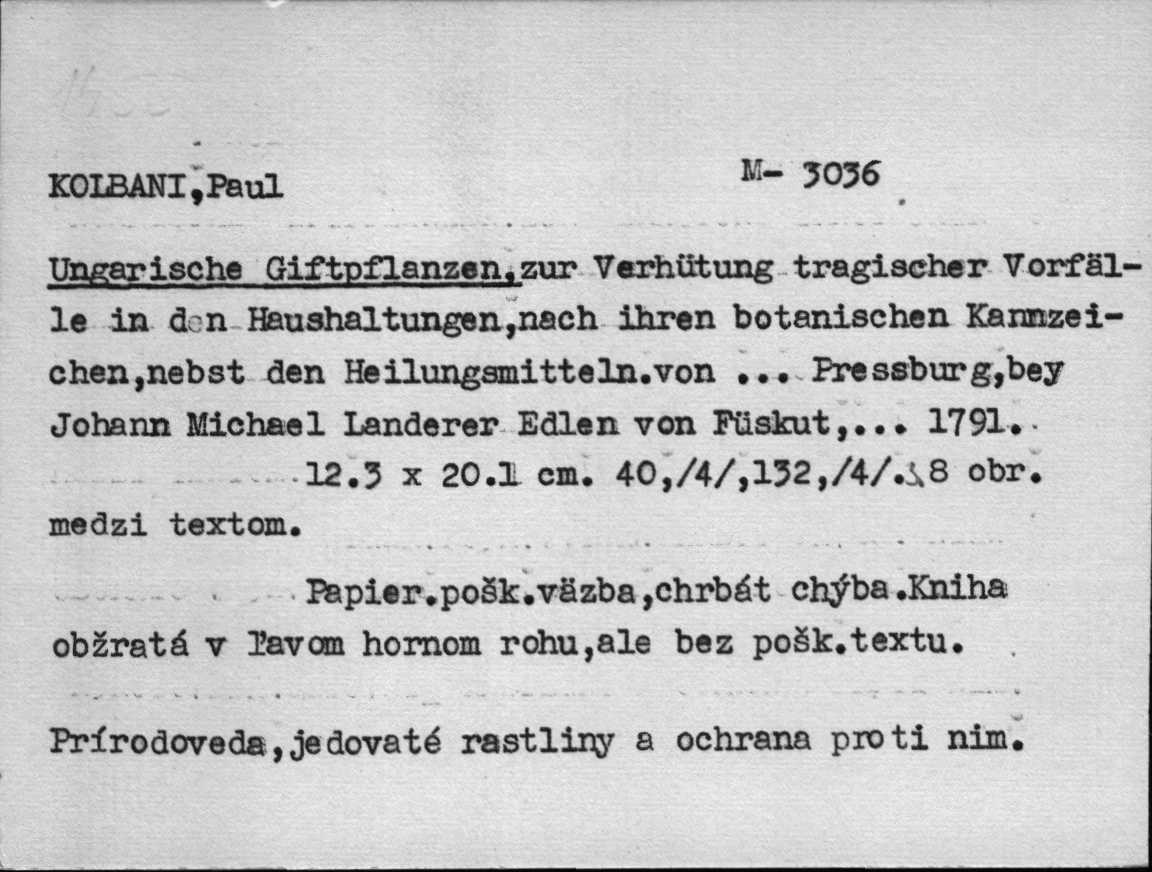 KOLBANI,Paul M- 3036
Ungarische Giftpflanzen,zur Verhütung tragischer Vorfäl-
le in den Haushaltungen,nach ihren botanischen Kannzei-
chen,nebst den Heilungsmitteln.von ... Pressburg,bey
Johann Michael Landerer Edlen von Füskut,... 1791.
12.3 x 20.1 cm. 40,/4/,132,/4/. 8 obr.
medzi textom.
Papier.pošk.väzba,chrbát chýba.Kniha
obžratá v ľavom hornom rohu,ale bez pošk.textu.
Prírodoveda,jedovaté rastliny a ochrana proti nim.